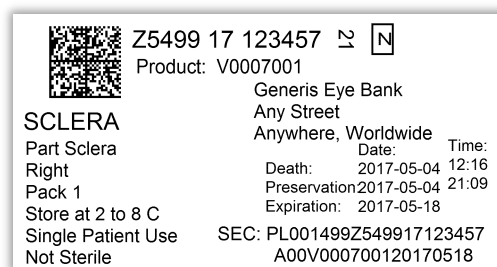 Z5499 17 123457 21 N
Product: V0007001
Generis Eye Bank
Any Street
Anywhere, Worldwide
SCLERA
Part Sclera
Right
Pack 1
Store at 2 to 8 C
Single Patient Use
Not Sterile
Date: Time:
Death: 2017-05-04 12:16
Preservation: 2017-05-04 21:09
Expiration: 2017-05-18
SEC: PL001499Z549917123457
A00V000700120170518